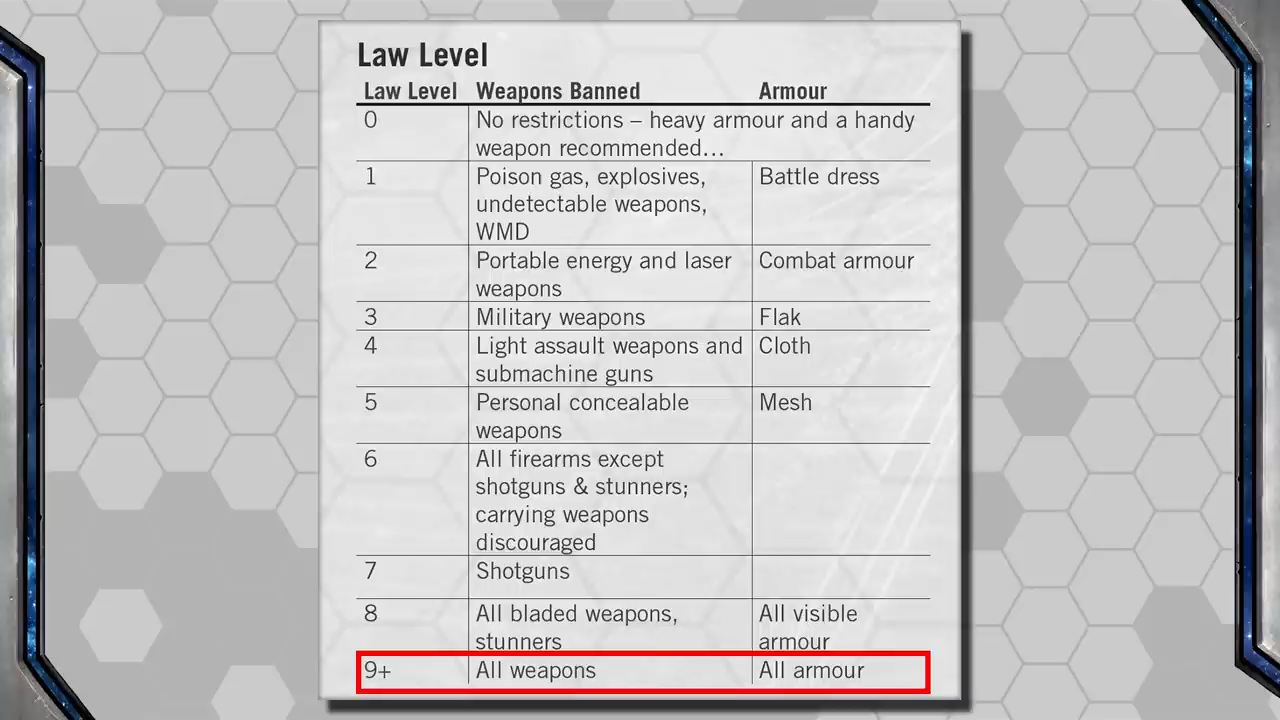 Law Level
Law Level Weapons Banned Armour
0 No restrictions – heavy armour and a handy
weapon recommended…
1 Poison gas, explosives, Battle dress
undetectable weapons,
WMD
2 Portable energy and laser Combat armour
weapons
3 Military weapons Flak
4 Light assault weapons and Cloth
submachine guns
5 Personal concealable Mesh
weapons
6 All firearms except
shotguns & stunners;
carrying weapons
discouraged
7 Shotguns
8 All bladed weapons, All visible
stunners armour
9+ All weapons All armour